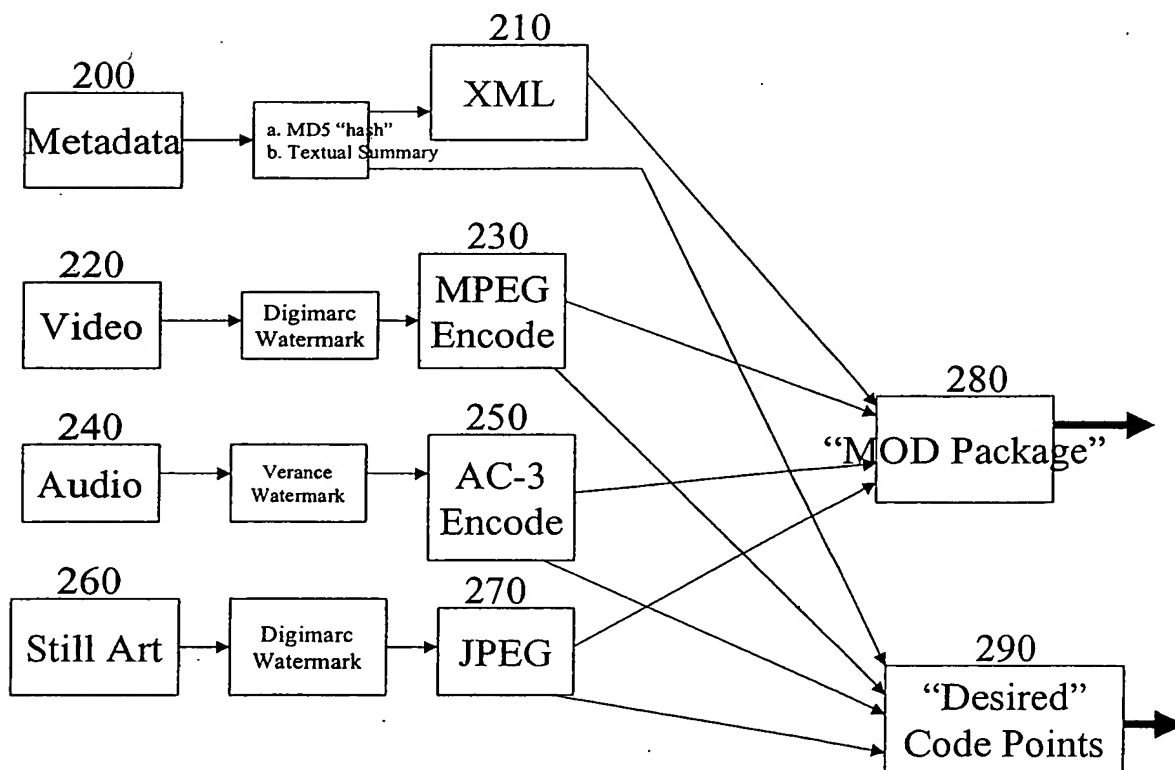 200
Metadata
a. MD5 “hash”
b. Textual Summary
210
XML
220
Video
Digimarc
Watermark
230
MPEG
Encode
240
Audio
Verance
Watermark
250
AC-3
Encode
260
Still Art
Digimarc
Watermark
270
JPEG
280
“MOD Package”
290
“Desired”
Code Points